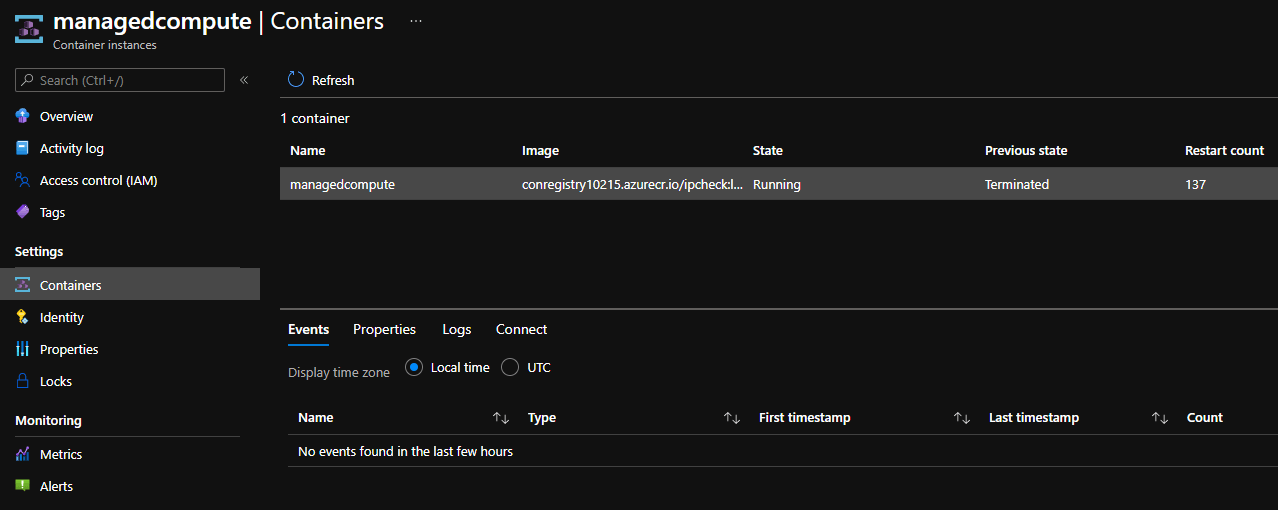 managedcompute | Containers ...
Container instances
Search (Ctrl+/)
«
Refresh
Overview
Activity log
Access control (IAM)
Tags
Settings
Containers
Identity
Properties
Locks
Monitoring
Metrics
Alerts
1 container
Name Image State Previous state Restart count
managedcompute conregistry10215.azurecr.io/ipcheck:l... Running Terminated 137
Events Properties Logs Connect
Display time zone Local time UTC
Name Type First timestamp Last timestamp Count
No events found in the last few hours